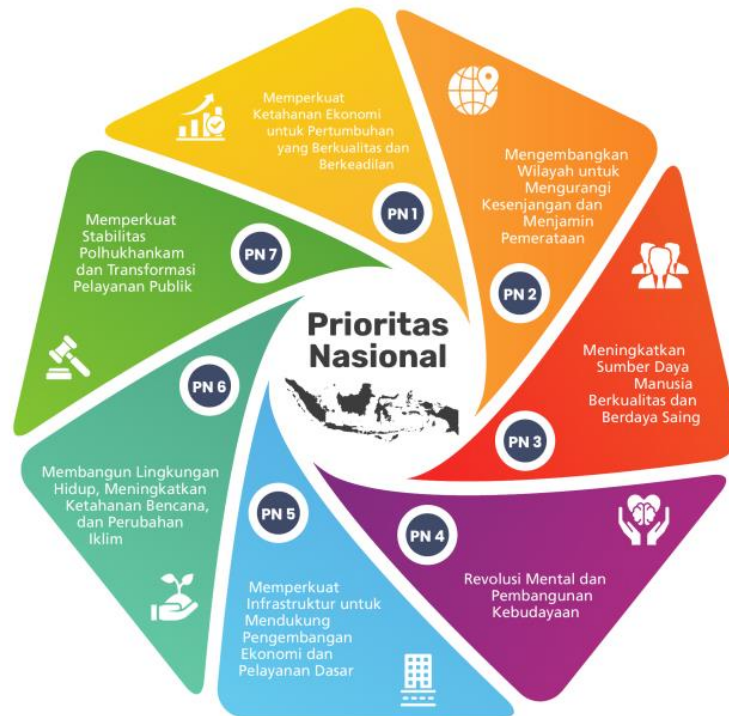 Prioritas
Nasional
PN 1
Memperkuat
Ketahanan Ekonomi
untuk Pertumbuhan
yang Berkualitas dan
Berkeadilan
PN 2
Mengembangkan
Wilayah untuk
Mengurangi
Kesenjangan dan
Menjamin
Pemerataan
PN 3
Meningkatkan
Sumber Daya
Manusia
Berkualitas dan
Berdaya Saing
PN 4
Revolusi Mental dan
Pembangunan
Kebudayaan
PN 5
Memperkuat
Infrastruktur untuk
Mendukung
Pengembangan
Ekonomi dan
Pelayanan Dasar
PN 6
Membangun Lingkungan
Hidup, Meningkatkan
Ketahanan Bencana,
dan Perubahan
Iklim
PN 7
Memperkuat
Stabilitas
Polhukhankam
dan Transformasi
Pelayanan Publik